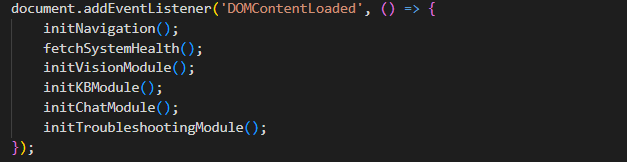 document.addEventListener('DOMContentLoaded', () => {
    initNavigation();
    fetchSystemHealth();
    initVisionModule();
    initKBModule();
    initChatModule();
    initTroubleshootingModule();
});